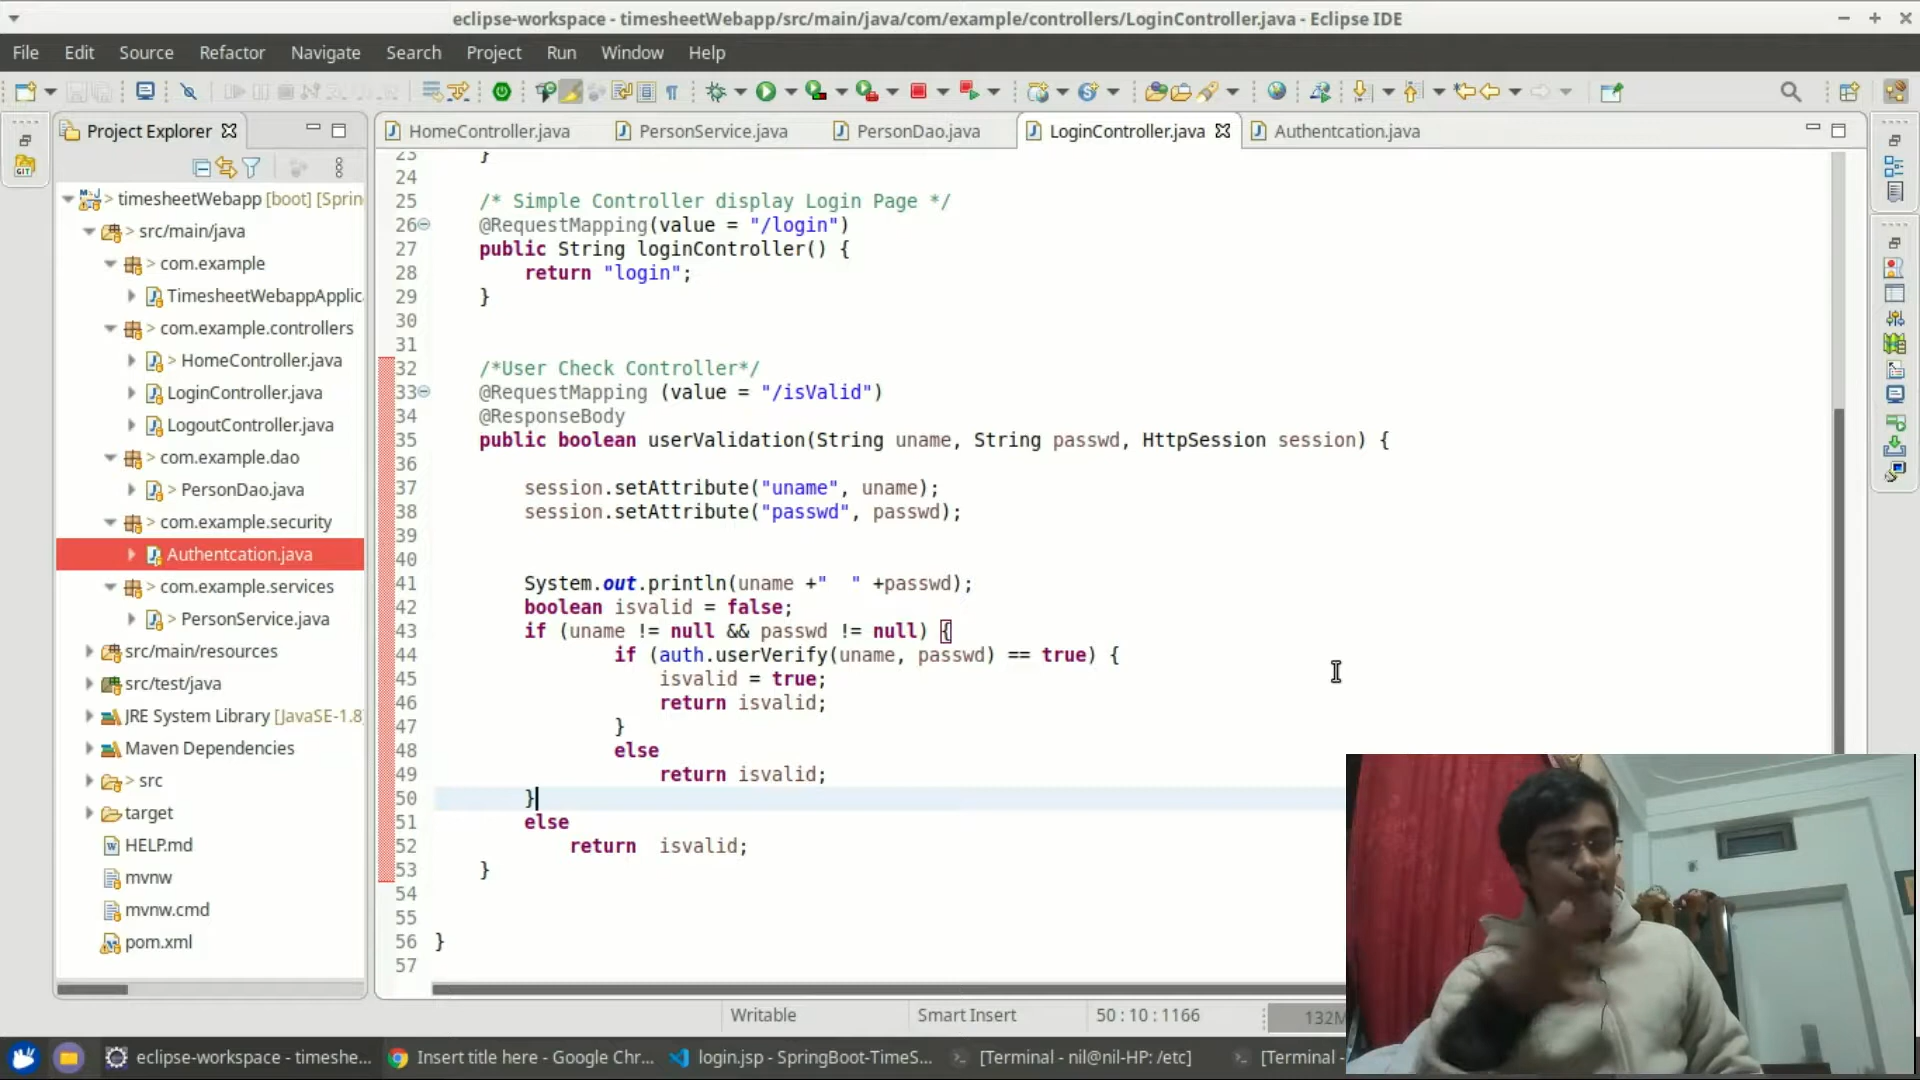 eclipse-workspace - timesheetWebapp/src/main/java/com/example/controllers/LoginController.java - Eclipse IDE
File Edit Source Refactor Navigate Search Project Run Window Help
Project Explorer
HomeController.java PersonService.java PersonDao.java LoginController.java Authentcation.java
timesheetWebapp [boot] [Sprin
> src/main/java
> com.example
TimesheetWebappApplic
> com.example.controllers
> HomeController.java
LoginController.java
LogoutController.java
> com.example.dao
> PersonDao.java
> com.example.security
Authentcation.java
> com.example.services
> PersonService.java
src/main/resources
src/test/java
JRE System Library [JavaSE-1.8]
Maven Dependencies
> src
target
HELP.md
mvnw
mvnw.cmd
pom.xml
23 }
24
25 /* Simple Controller display Login Page */
26 @RequestMapping(value = "/login")
27 public String loginController() {
28 return "login";
29 }
30
31
32 /*User Check Controller*/
33 @RequestMapping (value = "/isValid")
34 @ResponseBody
35 public boolean userValidation(String uname, String passwd, HttpSession session) {
36
37 session.setAttribute("uname", uname);
38 session.setAttribute("passwd", passwd);
39
40
41 System.out.println(uname +"  " +passwd);
42 boolean isvalid = false;
43 if (uname != null && passwd != null) {
44 if (auth.userVerify(uname, passwd) == true) {
45 isvalid = true;
46 return isvalid;
47 }
48 else
49 return isvalid;
50 }
51 else
52 return  isvalid;
53 }
54
55
56 }
57
Writable Smart Insert 50 : 10 : 1166 132M
eclipse-workspace - timeshe... Insert title here - Google Chr... login.jsp - SpringBoot-TimeS... [Terminal - nil@nil-HP: /etc] [Terminal -